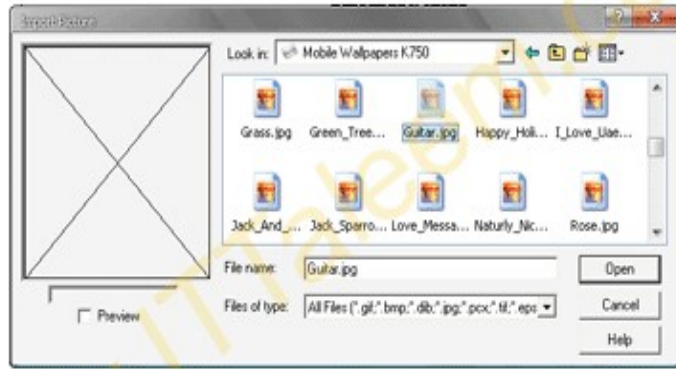 Import Picture
Look in: Mobile Wallpapers K750
Grass.jpg Green_Tree... Guitar.jpg Happy_Holi... I_Love_Uae...
Jack_And_... Jack_Sparro... Love_Messa... Naturly_Nic... Rose.jpg
File name: Guitar.jpg Open
Files of type: All Files (*.gif;*.bmp;*.dib;*.jpg;*.pcx;*.tif;*.eps Cancel
Preview
Help